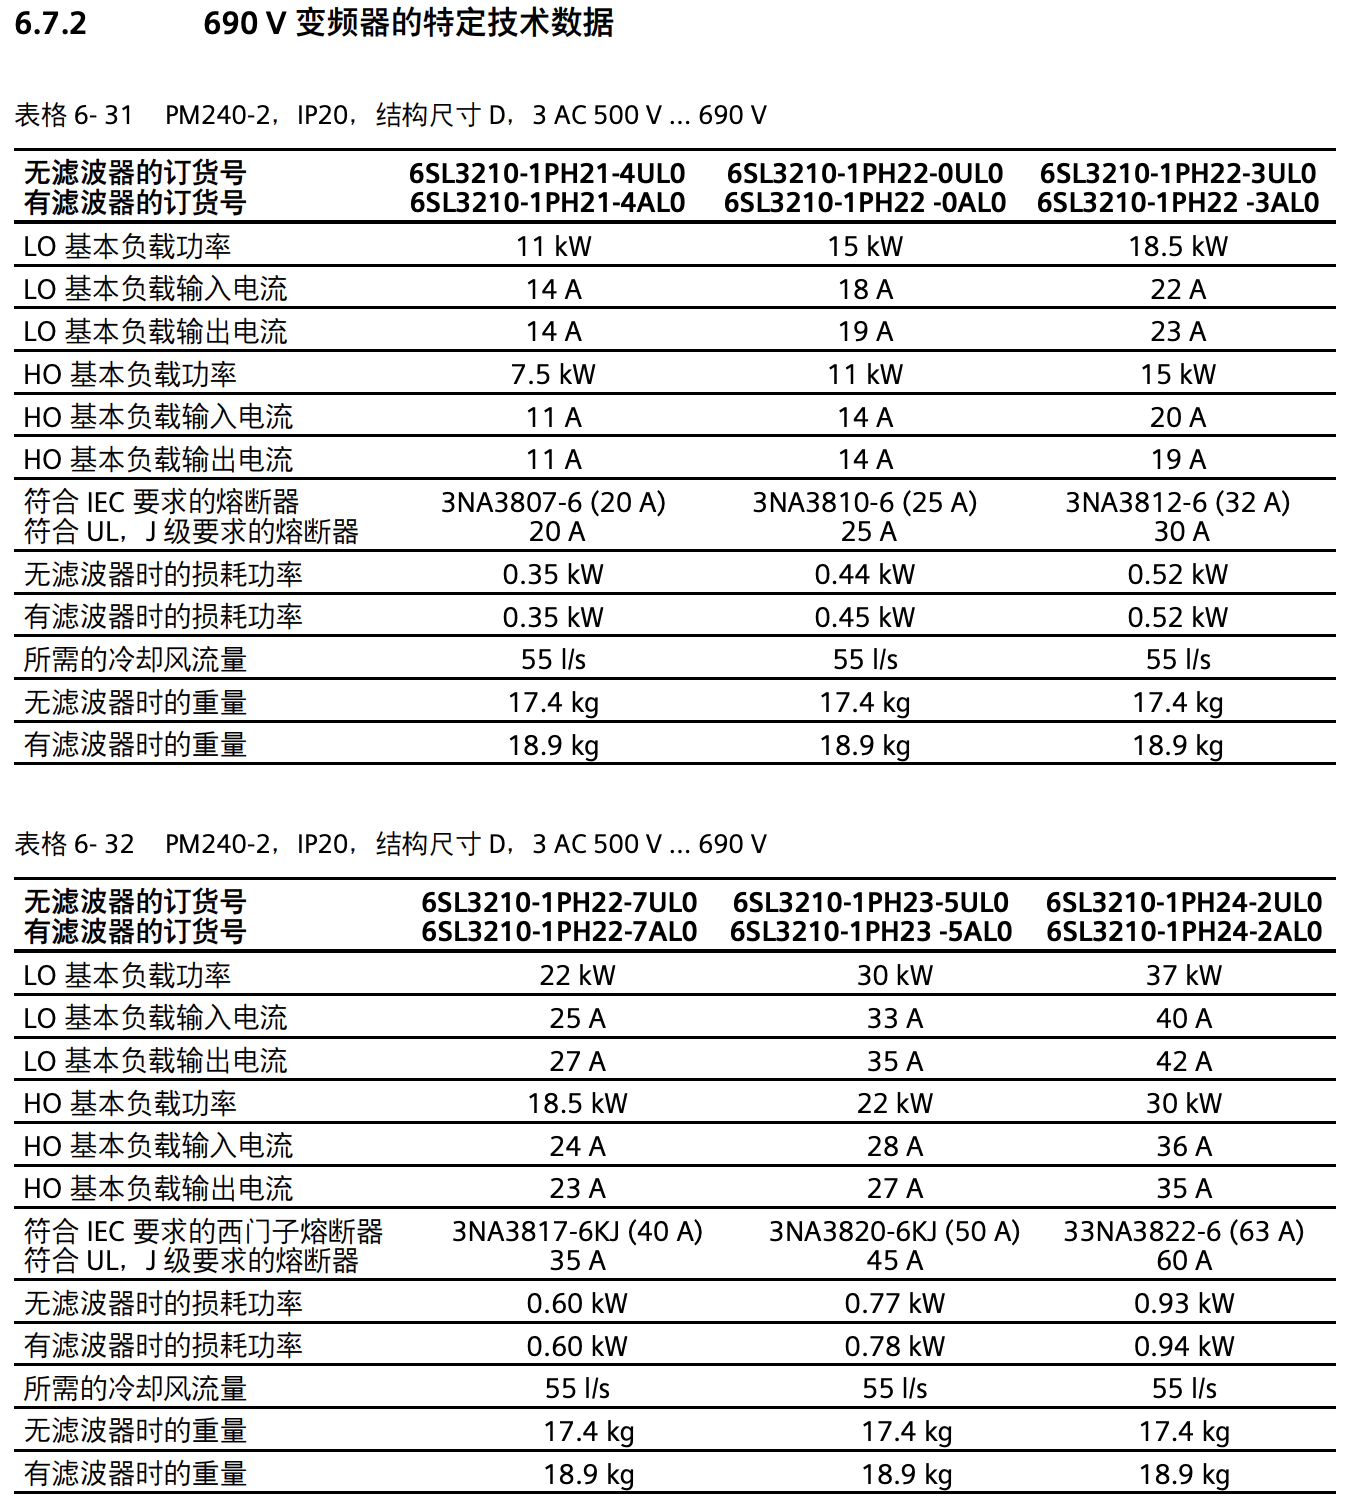 6.7.2 690 V 变频器的特定技术数据
表格 6- 31 PM240-2，IP20，结构尺寸 D，3 AC 500 V … 690 V
无滤波器的订货号 6SL3210-1PH21-4UL0 6SL3210-1PH22-0UL0 6SL3210-1PH22-3UL0
有滤波器的订货号 6SL3210-1PH21-4AL0 6SL3210-1PH22 -0AL0 6SL3210-1PH22 -3AL0
LO 基本负载功率 11 kW 15 kW 18.5 kW
LO 基本负载输入电流 14 A 18 A 22 A
LO 基本负载输出电流 14 A 19 A 23 A
HO 基本负载功率 7.5 kW 11 kW 15 kW
HO 基本负载输入电流 11 A 14 A 20 A
HO 基本负载输出电流 11 A 14 A 19 A
符合 IEC 要求的熔断器 3NA3807-6 (20 A) 3NA3810-6 (25 A) 3NA3812-6 (32 A)
符合 UL，J 级要求的熔断器 20 A 25 A 30 A
无滤波器时的损耗功率 0.35 kW 0.44 kW 0.52 kW
有滤波器时的损耗功率 0.35 kW 0.45 kW 0.52 kW
所需的冷却风流量 55 l/s 55 l/s 55 l/s
无滤波器时的重量 17.4 kg 17.4 kg 17.4 kg
有滤波器时的重量 18.9 kg 18.9 kg 18.9 kg
表格 6- 32 PM240-2，IP20，结构尺寸 D，3 AC 500 V … 690 V
无滤波器的订货号 6SL3210-1PH22-7UL0 6SL3210-1PH23-5UL0 6SL3210-1PH24-2UL0
有滤波器的订货号 6SL3210-1PH22-7AL0 6SL3210-1PH23 -5AL0 6SL3210-1PH24-2AL0
LO 基本负载功率 22 kW 30 kW 37 kW
LO 基本负载输入电流 25 A 33 A 40 A
LO 基本负载输出电流 27 A 35 A 42 A
HO 基本负载功率 18.5 kW 22 kW 30 kW
HO 基本负载输入电流 24 A 28 A 36 A
HO 基本负载输出电流 23 A 27 A 35 A
符合 IEC 要求的西门子熔断器 3NA3817-6KJ (40 A) 3NA3820-6KJ (50 A) 33NA3822-6 (63 A)
符合 UL，J 级要求的熔断器 35 A 45 A 60 A
无滤波器时的损耗功率 0.60 kW 0.77 kW 0.93 kW
有滤波器时的损耗功率 0.60 kW 0.78 kW 0.94 kW
所需的冷却风流量 55 l/s 55 l/s 55 l/s
无滤波器时的重量 17.4 kg 17.4 kg 17.4 kg
有滤波器时的重量 18.9 kg 18.9 kg 18.9 kg